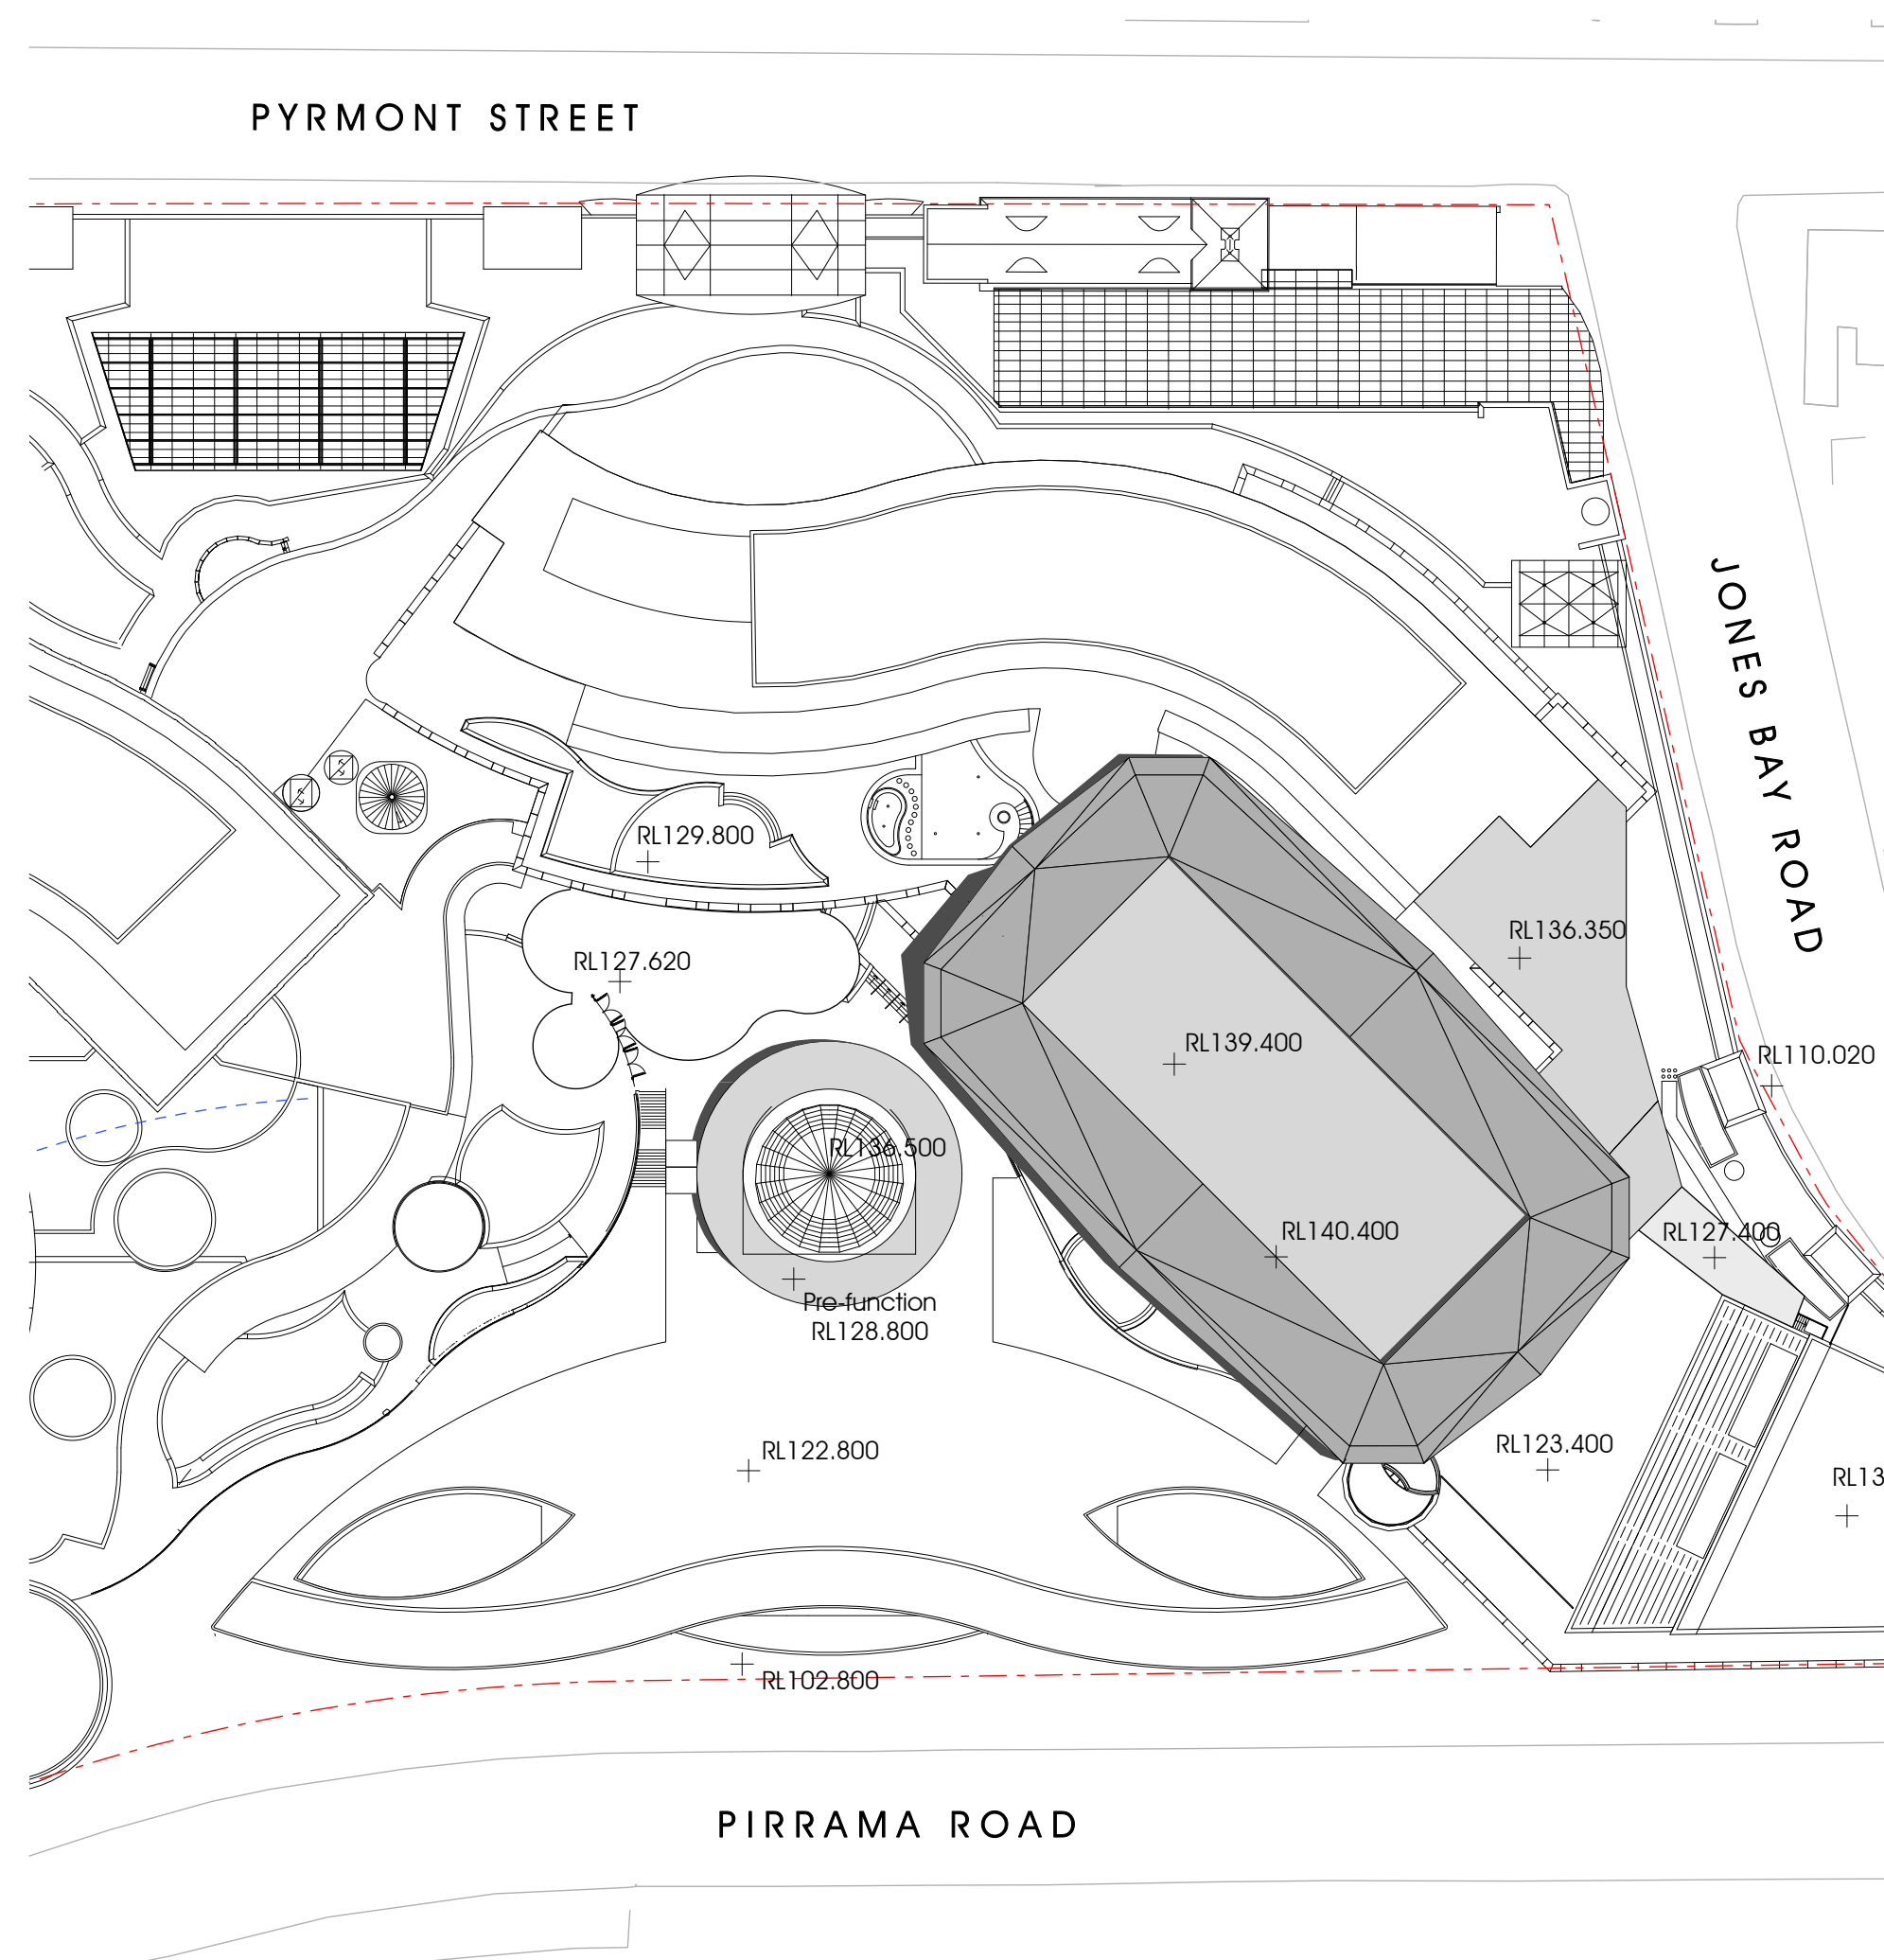 PYRMONT STREET
JONES BAY ROAD
RL129.800
RL136.350
RL127.620
RL139.400
RL110.020
RL136.500
RL140.400
RL127.400
Pre-function
RL128.800
RL122.800
RL123.400
RL13
RL102.800
PIRRAMA ROAD